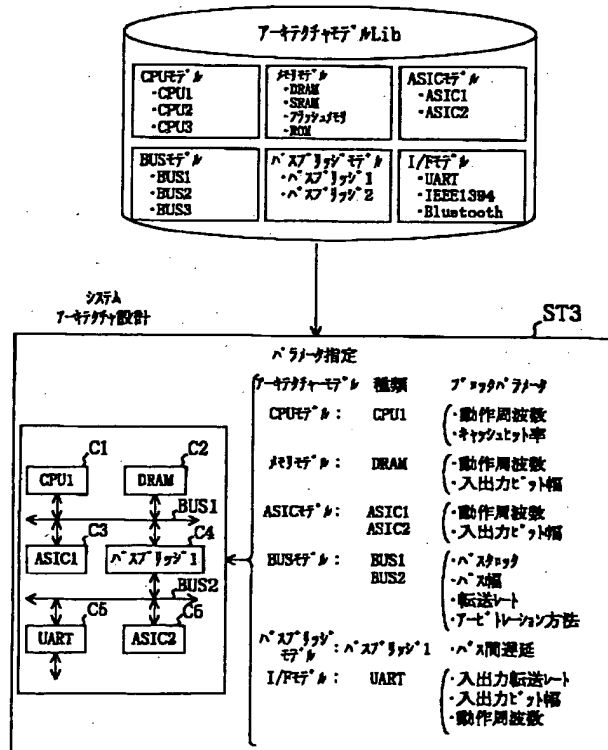 アーキテクチャモデルLib
CPUモデル
・CPU1
・CPU2
・CPU3
メモリモデル
・DRAM
・SRAM
・フラッシュメモリ
・ROM
ASICモデル
・ASIC1
・ASIC2
BUSモデル
・BUS1
・BUS2
・BUS3
バスブリッジモデル
・バスブリッジ1
・バスブリッジ2
I/Fモデル
・UART
・IEEE1394
・Bluetooth
システム
アーキテクチャ設計
ST3
パラメータ指定
アーキテクチャーモデル 種類 ブロックパラメータ
CPUモデル: CPU1 ・動作周波数
・キャッシュヒット率
メモリモデル: DRAM ・動作周波数
・入出力ビット幅
ASICモデル: ASIC1 ・動作周波数
ASIC2 ・入出力ビット幅
BUSモデル: BUS1 ・バスクロック
BUS2 ・バス幅
・転送レート
・アービトレーション方法
バスブリッジ
モデル: バスブリッジ1 ・バス間遅延
I/Fモデル: UART ・入出力転送レート
・入出力ビット幅
・動作周波数
C1 C2
CPU1 DRAM
BUS1
C3 C4
ASIC1 バスブリッジ1
BUS2
C5 C6
UART ASIC2